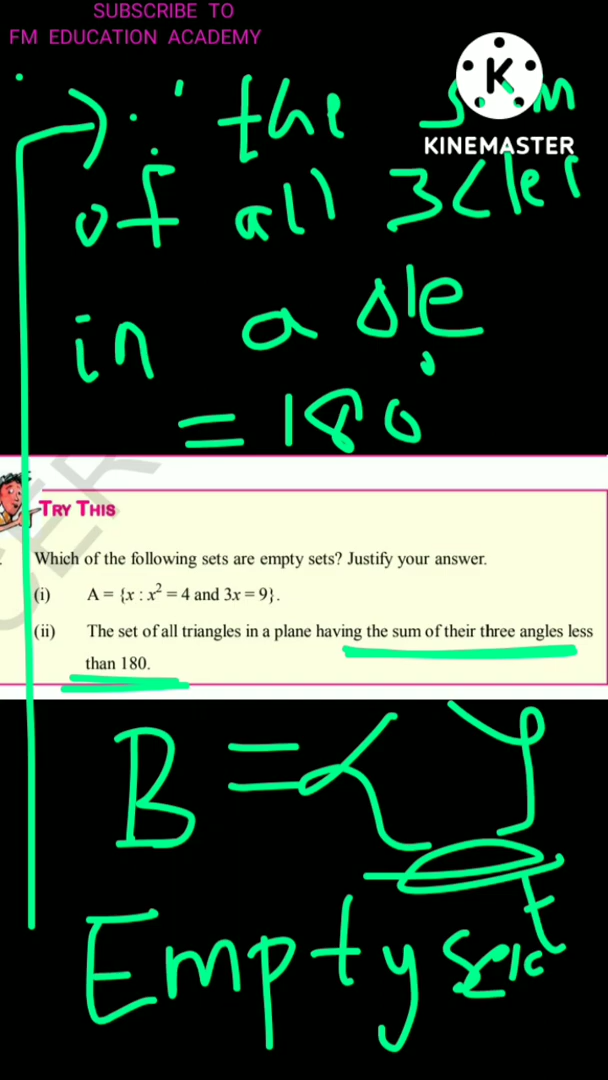 SUBSCRIBE TO
FM EDUCATION ACADEMY
K
KINEMASTER
∵ the sum
of all 3 <les
in a Δle
= 180°
TRY THIS
Which of the following sets are empty sets? Justify your answer.
(i) A = {x : x² = 4 and 3x = 9}.
(ii) The set of all triangles in a plane having the sum of their three angles less
than 180.
B = { }
Empty set